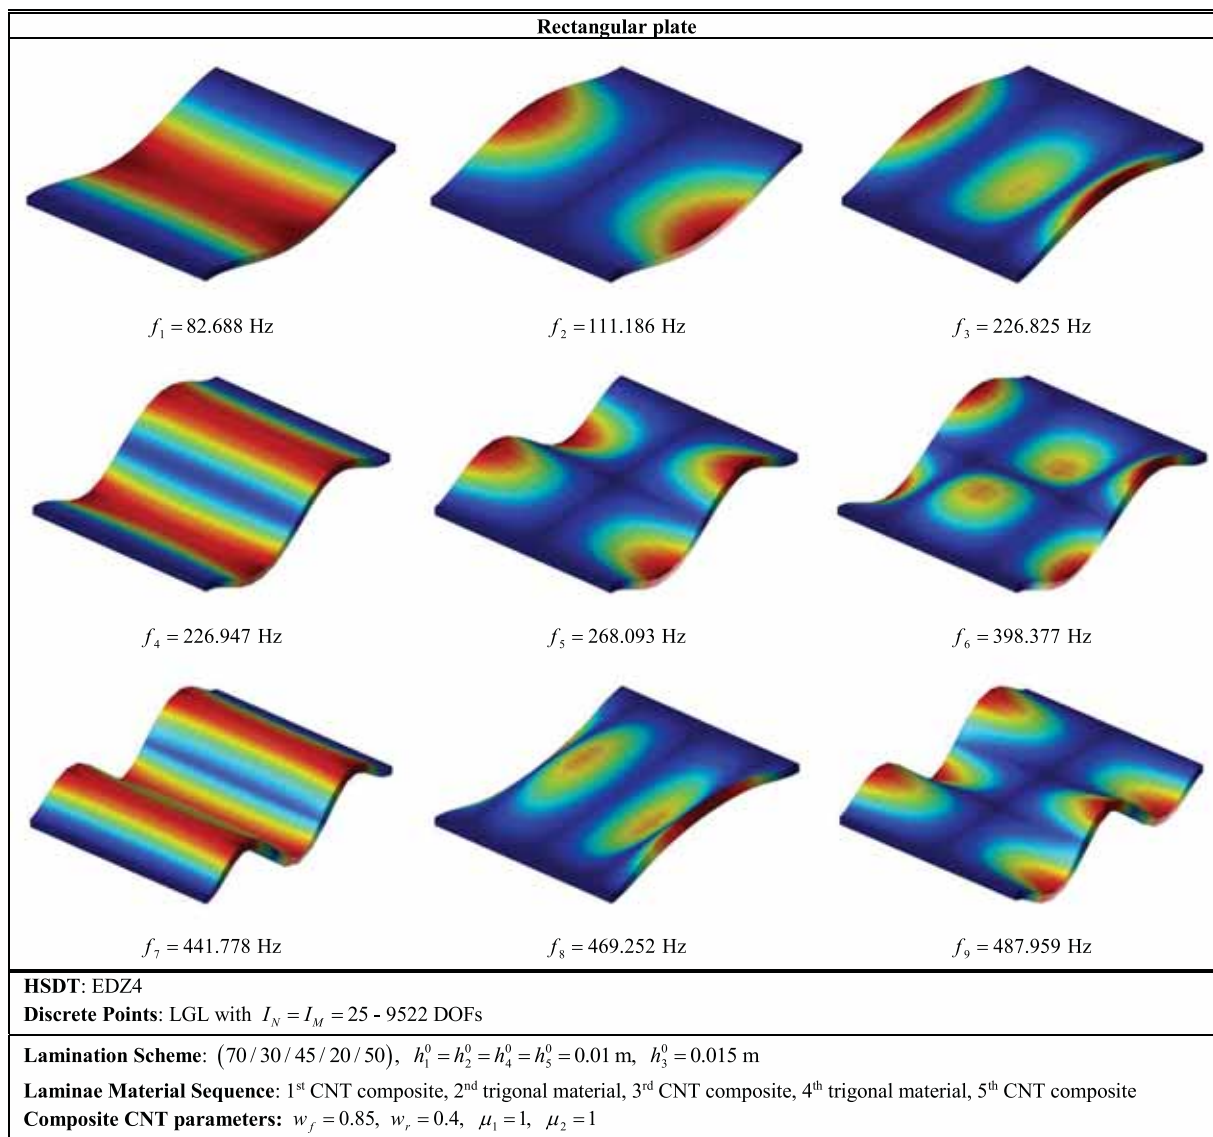 Rectangular plate
f₁ = 82.688 Hz
f₂ = 111.186 Hz
f₃ = 226.825 Hz
f₄ = 226.947 Hz
f₅ = 268.093 Hz
f₆ = 398.377 Hz
f₇ = 441.778 Hz
f₈ = 469.252 Hz
f₉ = 487.959 Hz
HSDT: EDZ4
Discrete Points: LGL with I_N = I_M = 25 - 9522 DOFs
Lamination Scheme: (70/30/45/20/50), h₁⁰ = h₂⁰ = h₄⁰ = h₅⁰ = 0.01 m, h₃⁰ = 0.015 m
Laminae Material Sequence: 1st CNT composite, 2nd trigonal material, 3rd CNT composite, 4th trigonal material, 5th CNT composite
Composite CNT parameters: w_f = 0.85, w_r = 0.4, μ₁ = 1, μ₂ = 1